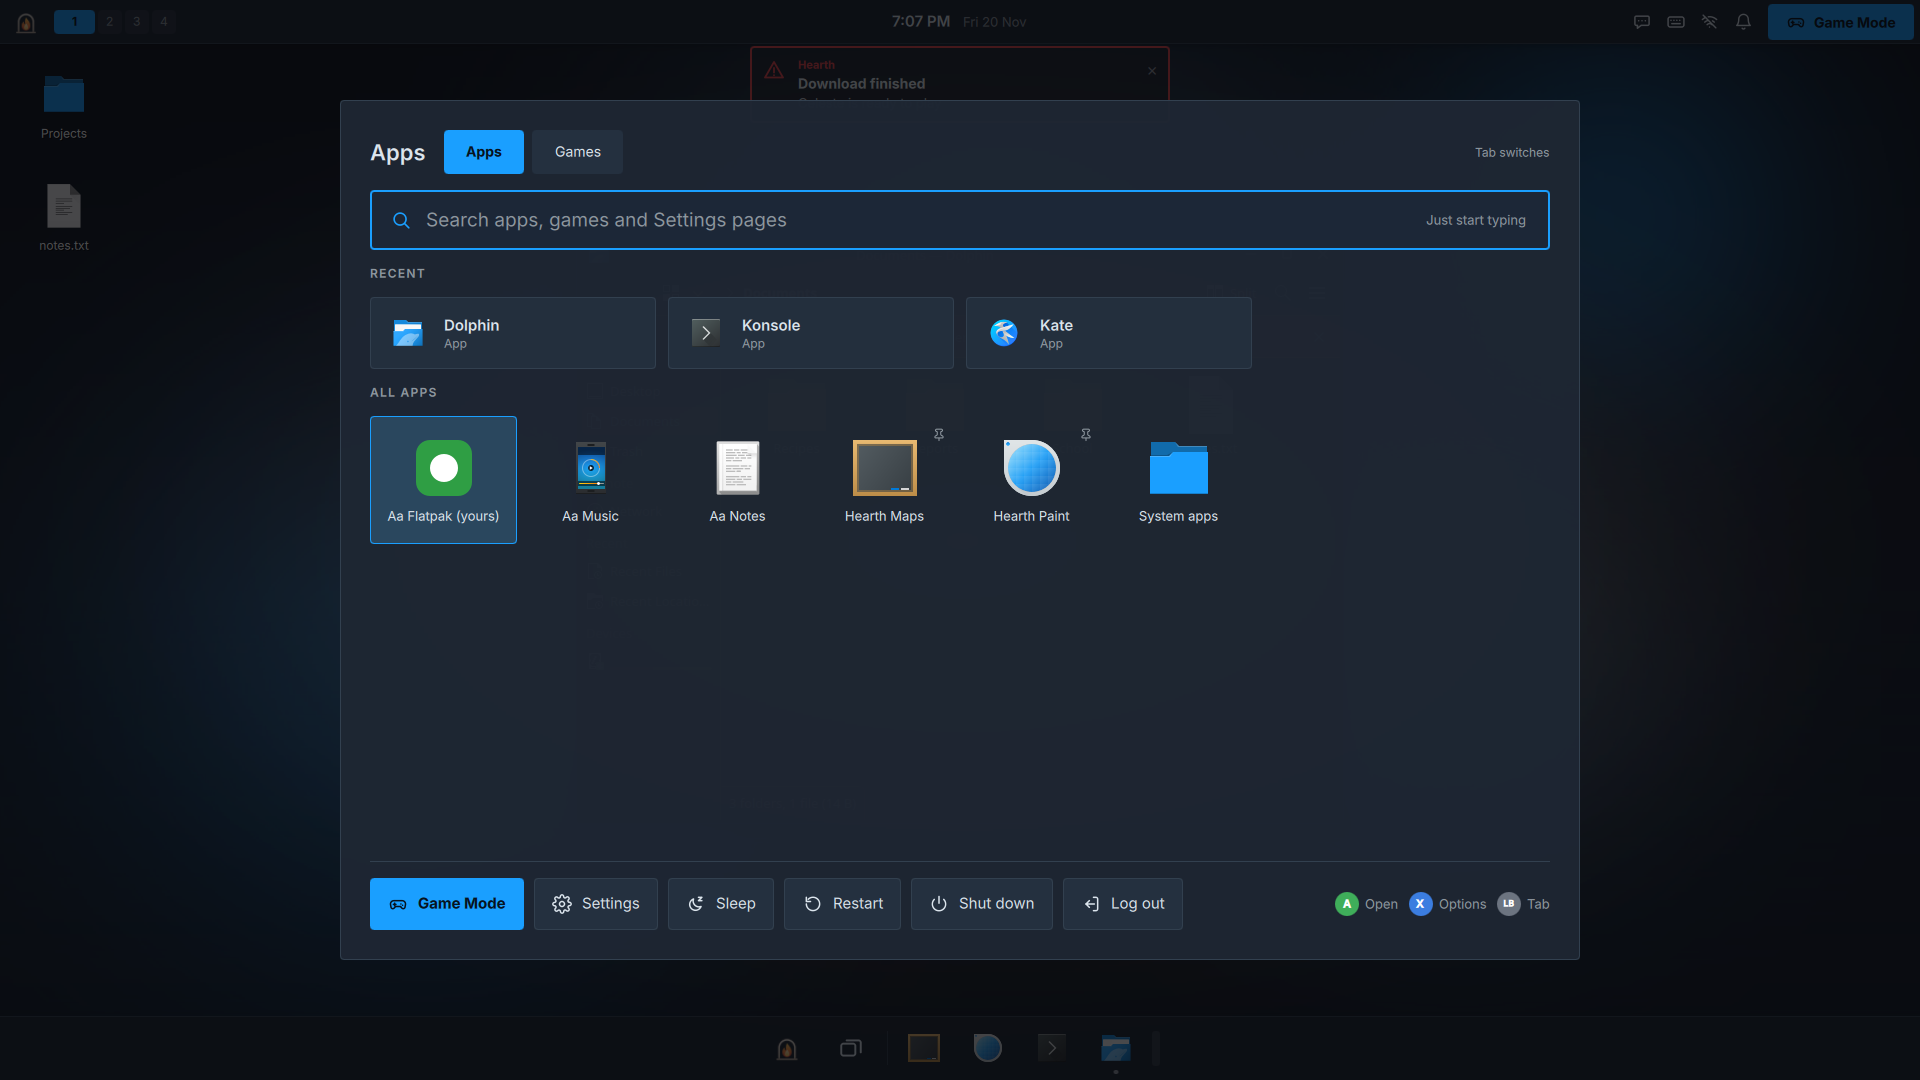 1 2 3 4
7:07 PM Fri 20 Nov
Game Mode
Hearth
Download finished
Projects
notes.txt
Apps
Apps
Games
Tab switches
Search apps, games and Settings pages
Just start typing
RECENT
Dolphin
App
Konsole
App
Kate
App
ALL APPS
Aa Flatpak (yours)
Aa Music
Aa Notes
Hearth Maps
Hearth Paint
System apps
Game Mode
Settings
Sleep
Restart
Shut down
Log out
A Open
X Options
LB Tab